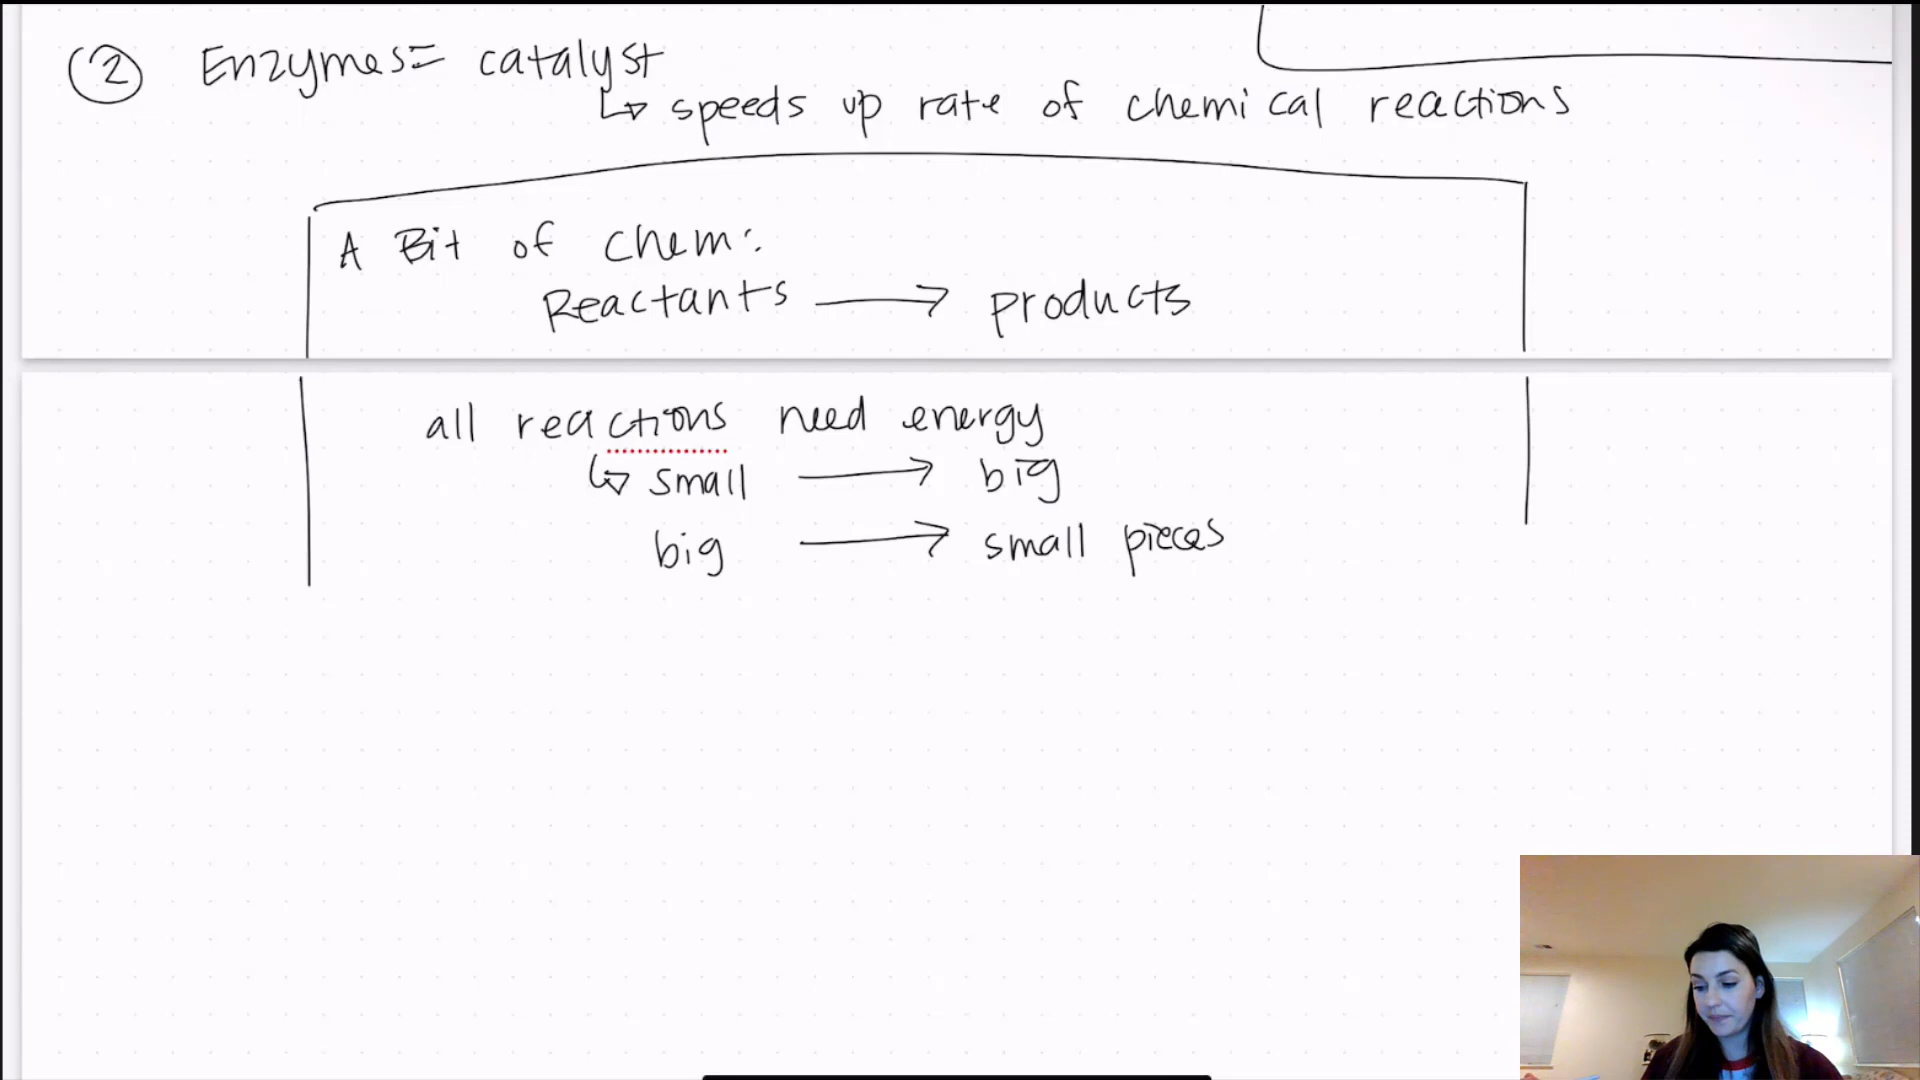 ② Enzymes = catalyst
↳ speeds up rate of chemical reactions
A Bit of Chem:
Reactants → products
all reactions need energy
↳ small → big
big → small pieces